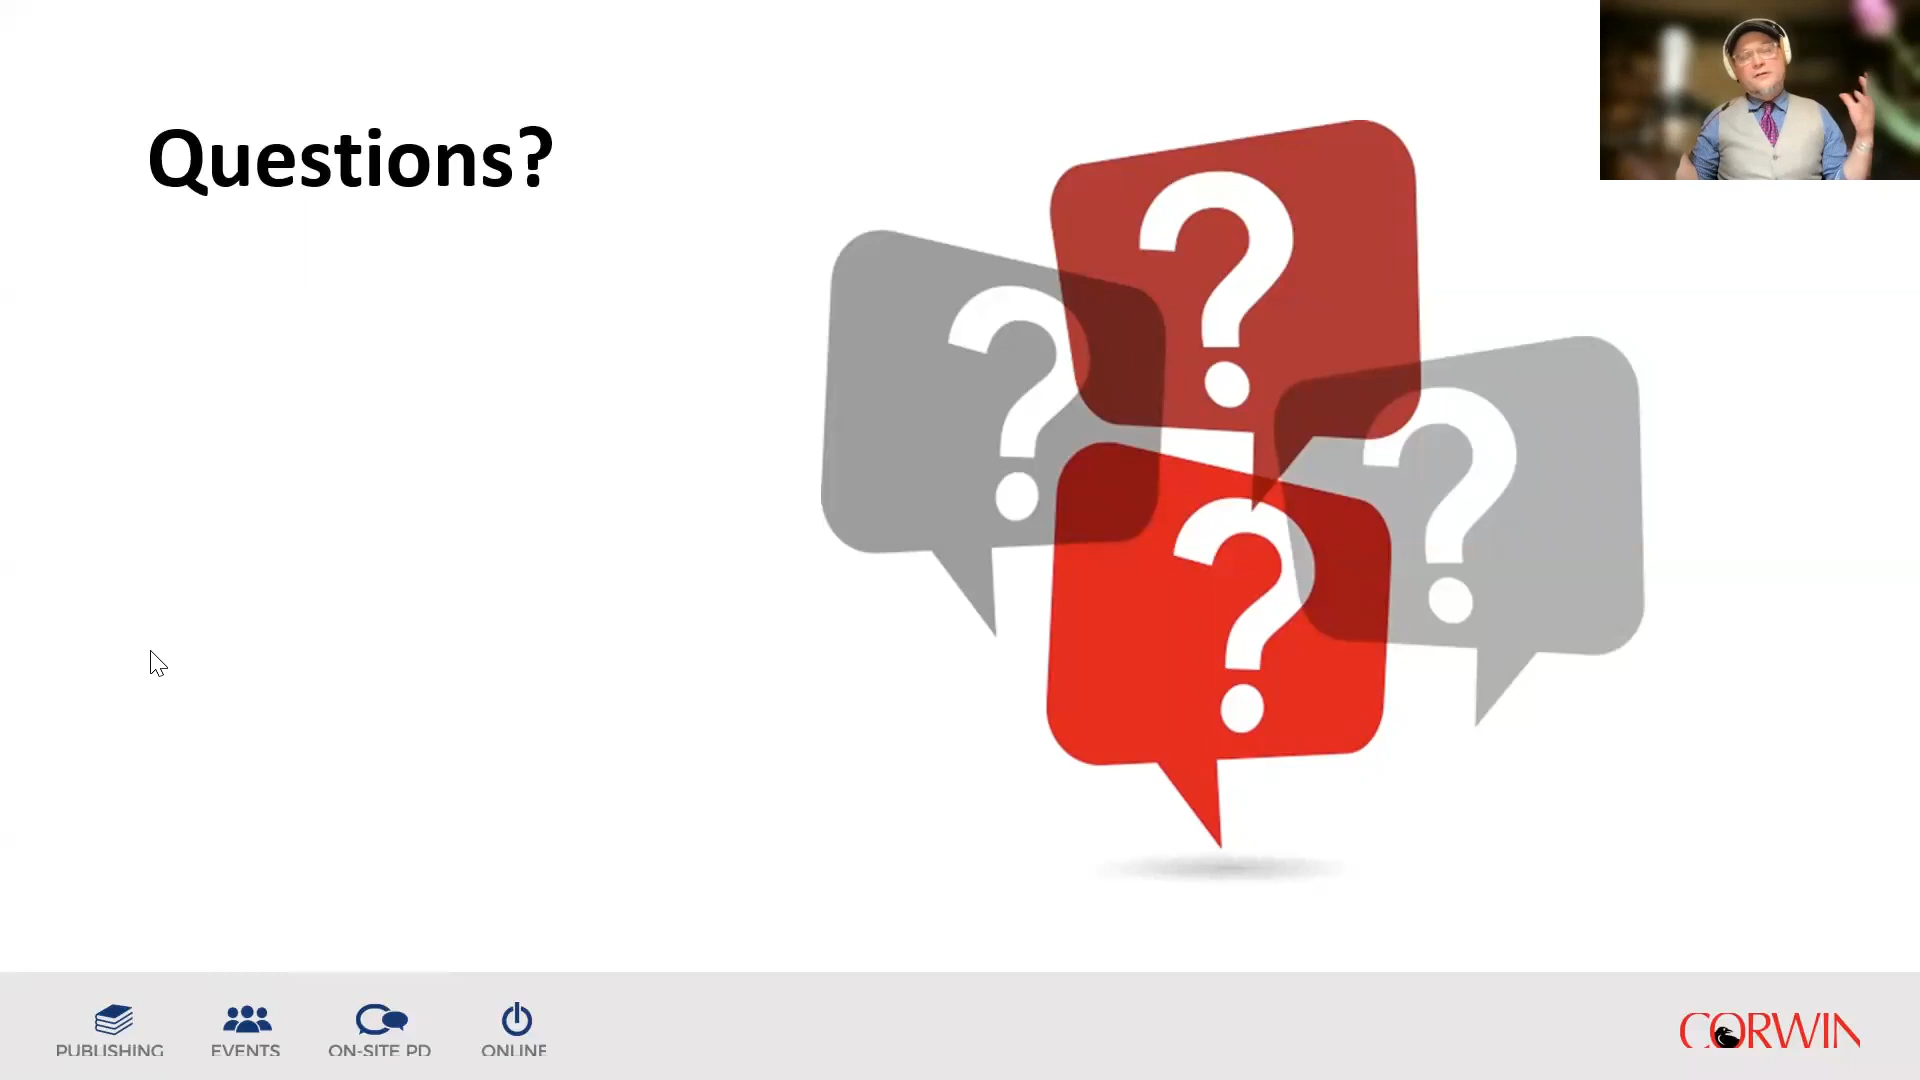 Questions?
?
?
?
?
PUBLISHING
EVENTS
ON-SITE PD
ONLINE
CORWIN